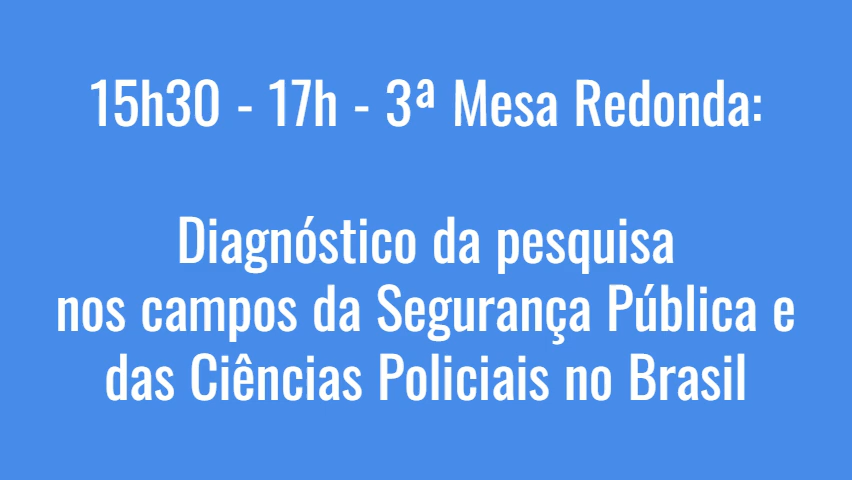 15h30 - 17h - 3ª Mesa Redonda:
Diagnóstico da pesquisa
nos campos da Segurança Pública e
das Ciências Policiais no Brasil